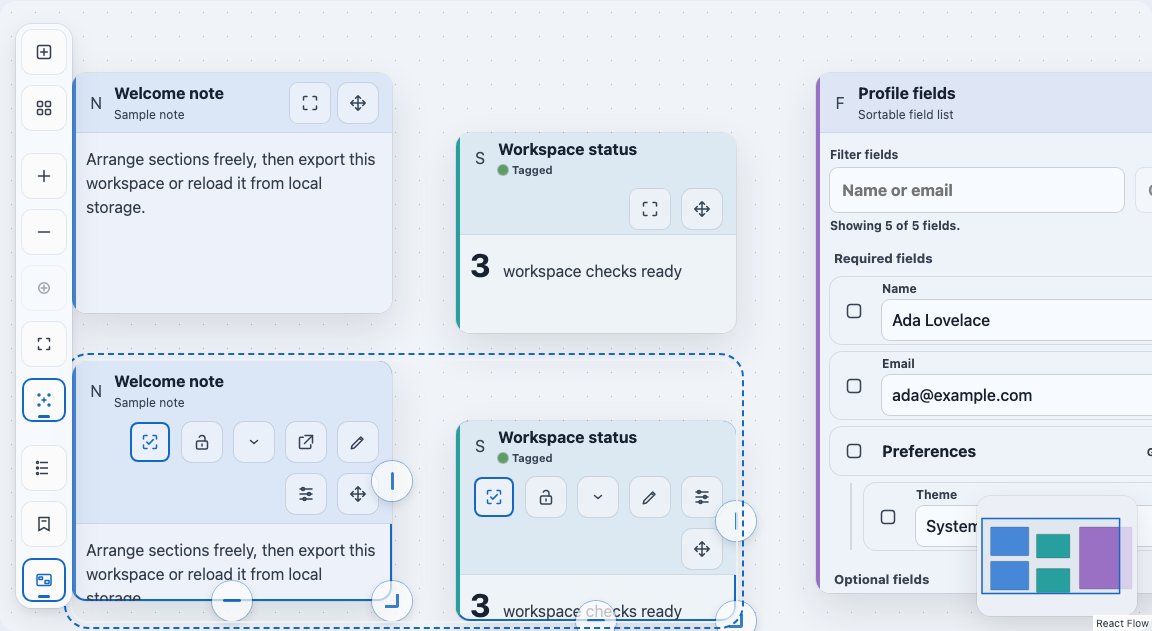 N
Welcome note
Sample note
Arrange sections freely, then export this
workspace or reload it from local
storage.
S
Workspace status
Tagged
3 workspace checks ready
F
Profile fields
Sortable field list
Filter fields
Name or email
Showing 5 of 5 fields.
Required fields
Name
Ada Lovelace
Email
ada@example.com
Preferences
Theme
System
Optional fields
N
Welcome note
Sample note
Arrange sections freely, then export this
workspace or reload it from local
storage.
S
Workspace status
Tagged
3 workspace checks ready
React Flow